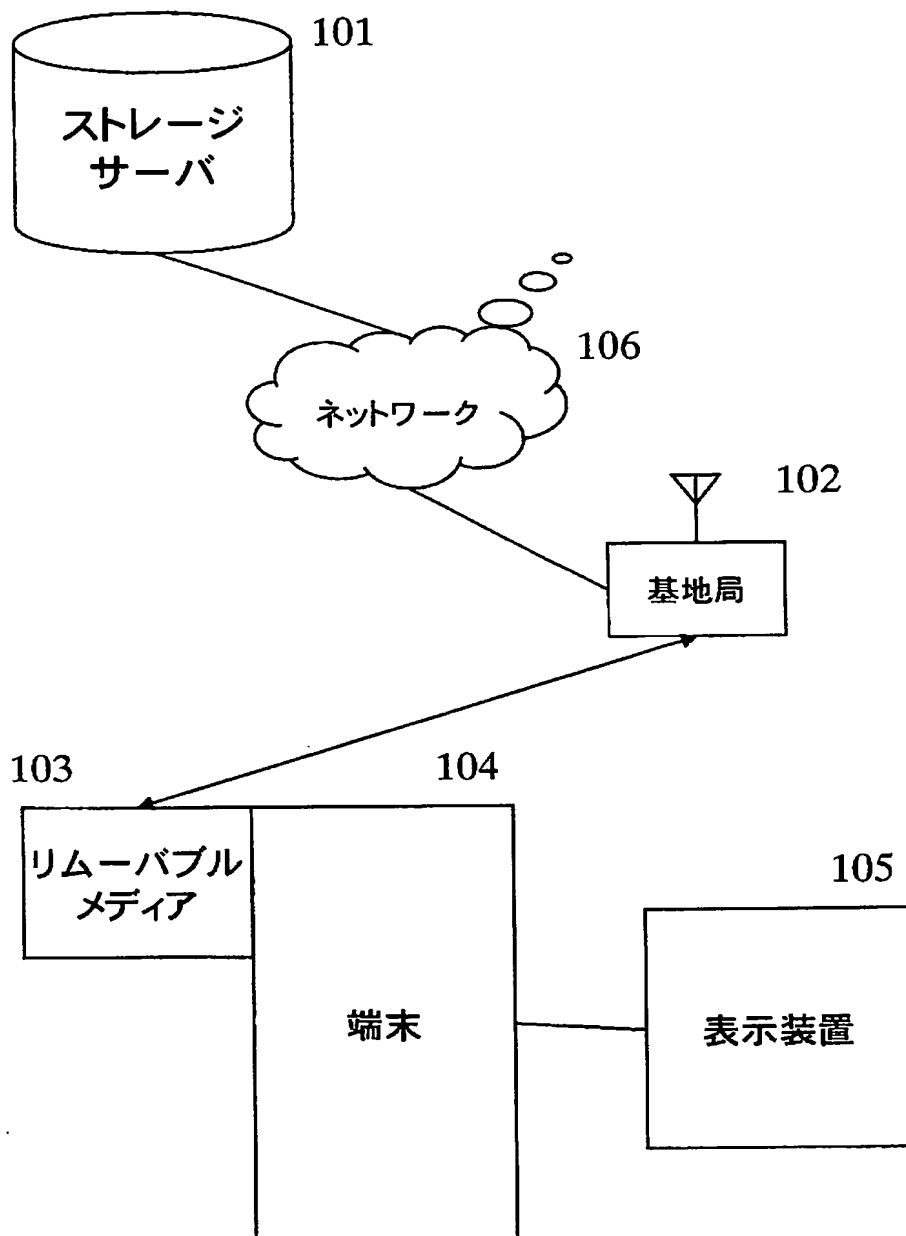 101
ストレージ
サーバ
106
ネットワーク
102
基地局
103
104
リムーバブル
メディア
105
端末
表示装置